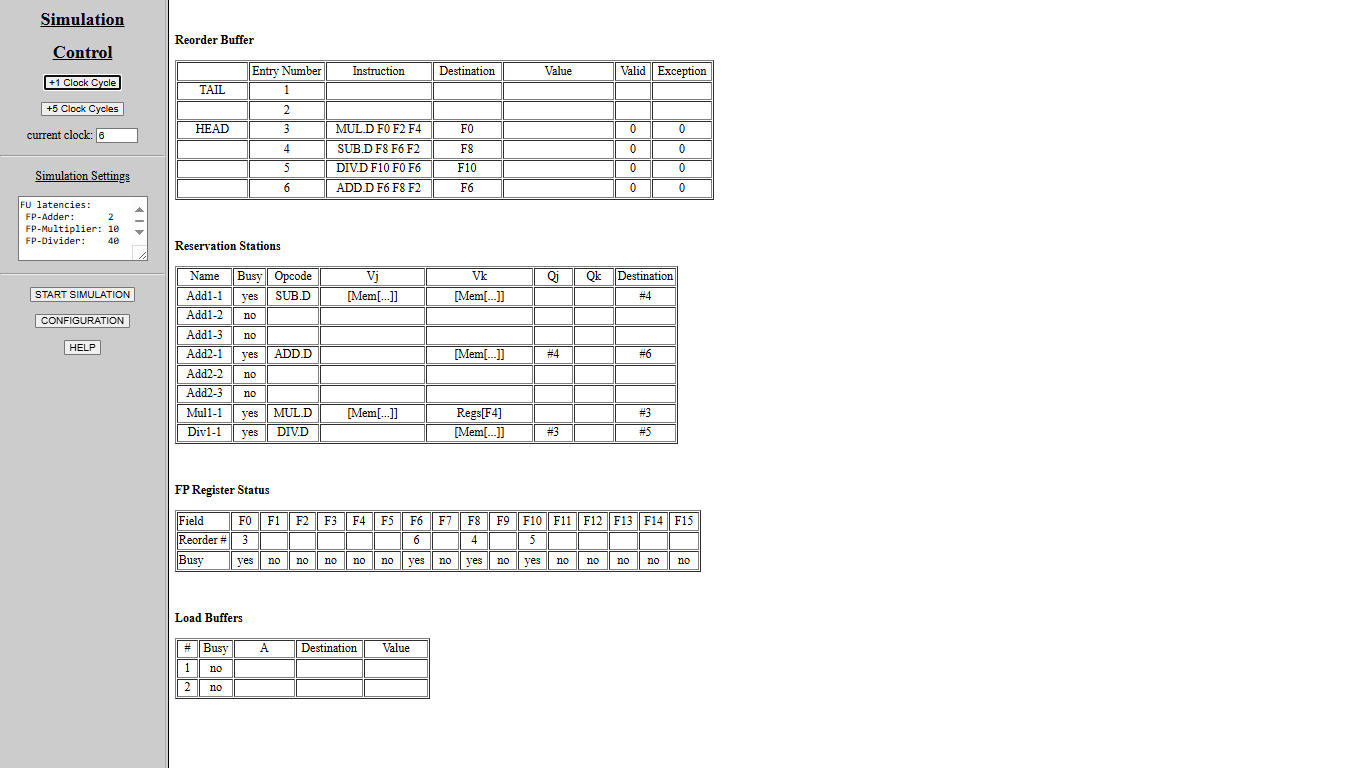 Simulation
Control
+1 Clock Cycle
+5 Clock Cycles
current clock: 6
Simulation Settings
FU latencies:
FP-Adder: 2
FP-Multiplier: 10
FP-Divider: 40
START SIMULATION
CONFIGURATION
HELP
Reorder Buffer
Entry Number Instruction Destination Value Valid Exception
TAIL 1
2
HEAD 3 MUL.D F0 F2 F4 F0 0 0
4 SUB.D F8 F6 F2 F8 0 0
5 DIV.D F10 F0 F6 F10 0 0
6 ADD.D F6 F8 F2 F6 0 0
Reservation Stations
Name Busy Opcode Vj Vk Qj Qk Destination
Add1-1 yes SUB.D [Mem[...]] [Mem[...]] #4
Add1-2 no
Add1-3 no
Add2-1 yes ADD.D [Mem[...]] #4 #6
Add2-2 no
Add2-3 no
Mul1-1 yes MUL.D [Mem[...]] Regs[F4] #3
Div1-1 yes DIV.D [Mem[...]] #3 #5
FP Register Status
Field F0 F1 F2 F3 F4 F5 F6 F7 F8 F9 F10 F11 F12 F13 F14 F15
Reorder # 3 6 4 5
Busy yes no no no no no yes no yes no yes no no no no no
Load Buffers
# Busy A Destination Value
1 no
2 no